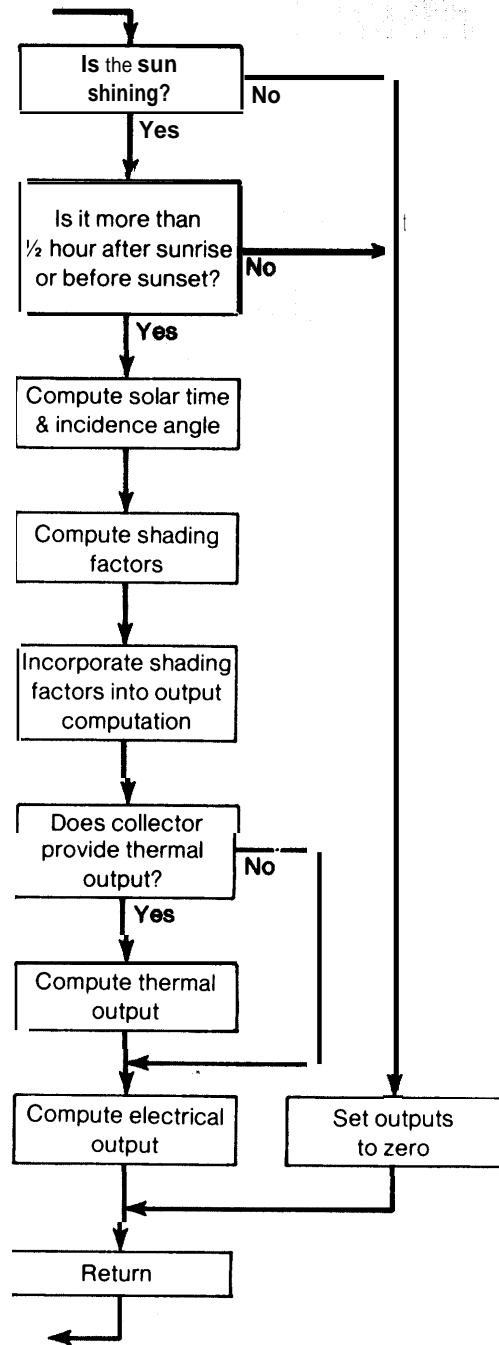 Is the sun
shining?
No
Yes
Is it more than
½ hour after sunrise
or before sunset?
No
Yes
Compute solar time
& incidence angle
Compute shading
factors
Incorporate shading
factors into output
computation
Does collector
provide thermal
output?
No
Yes
Compute thermal
output
Compute electrical
output
Set outputs
to zero
Return